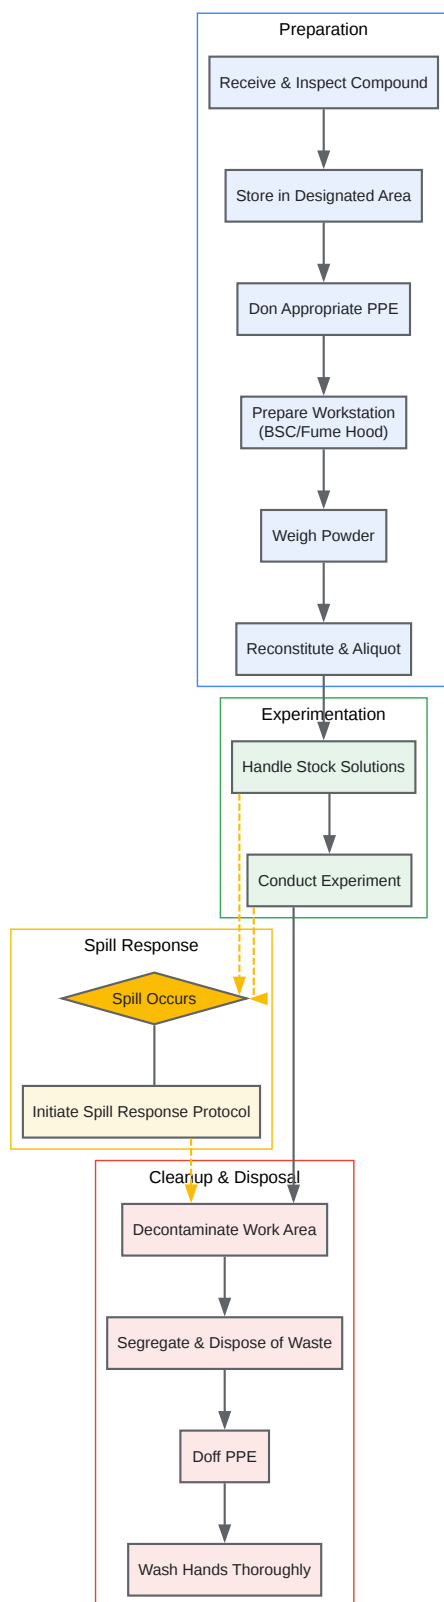 Preparation
Receive & Inspect Compound
Store in Designated Area
Don Appropriate PPE
Prepare Workstation
(BSC/Fume Hood)
Weigh Powder
Reconstitute & Aliquot
Experimentation
Handle Stock Solutions
Conduct Experiment
Spill Response
Spill Occurs
Initiate Spill Response Protocol
Cleanup & Disposal
Decontaminate Work Area
Segregate & Dispose of Waste
Doff PPE
Wash Hands Thoroughly